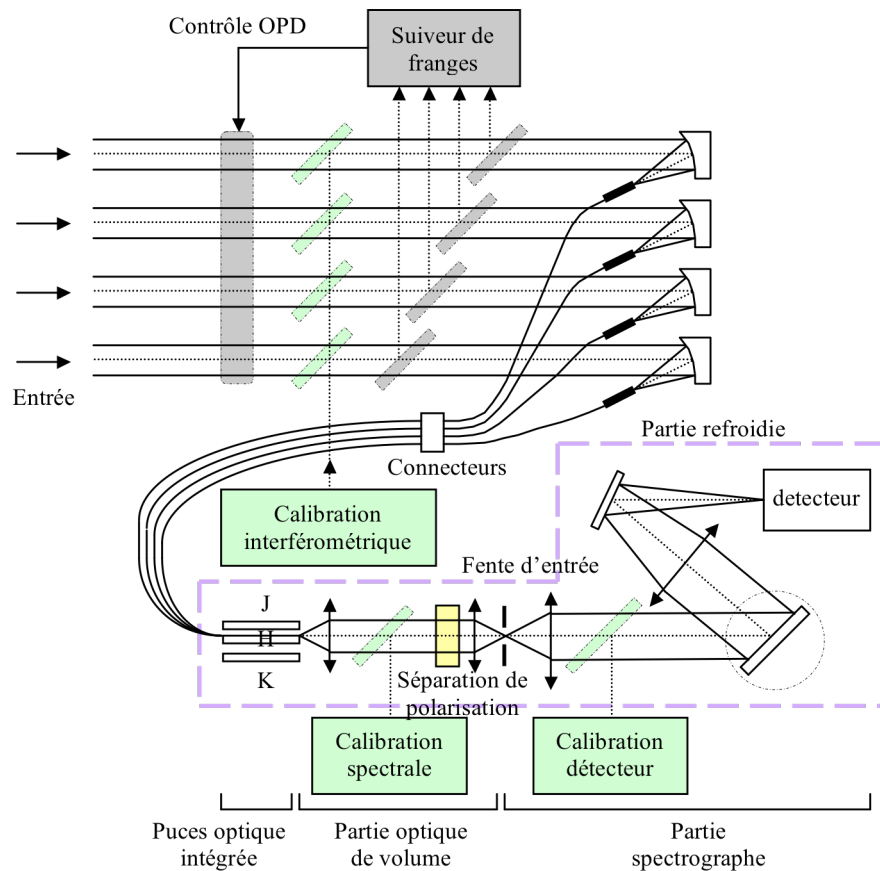 Contrôle OPD
Suiveur de
franges
Entrée
Connecteurs
Partie refroidie
detecteur
Calibration
interférométrique
Fente d'entrée
J
H
K
Séparation de
polarisation
Calibration
spectrale
Calibration
détecteur
Puces optique
intégrée
Partie optique
de volume
Partie
spectrographe